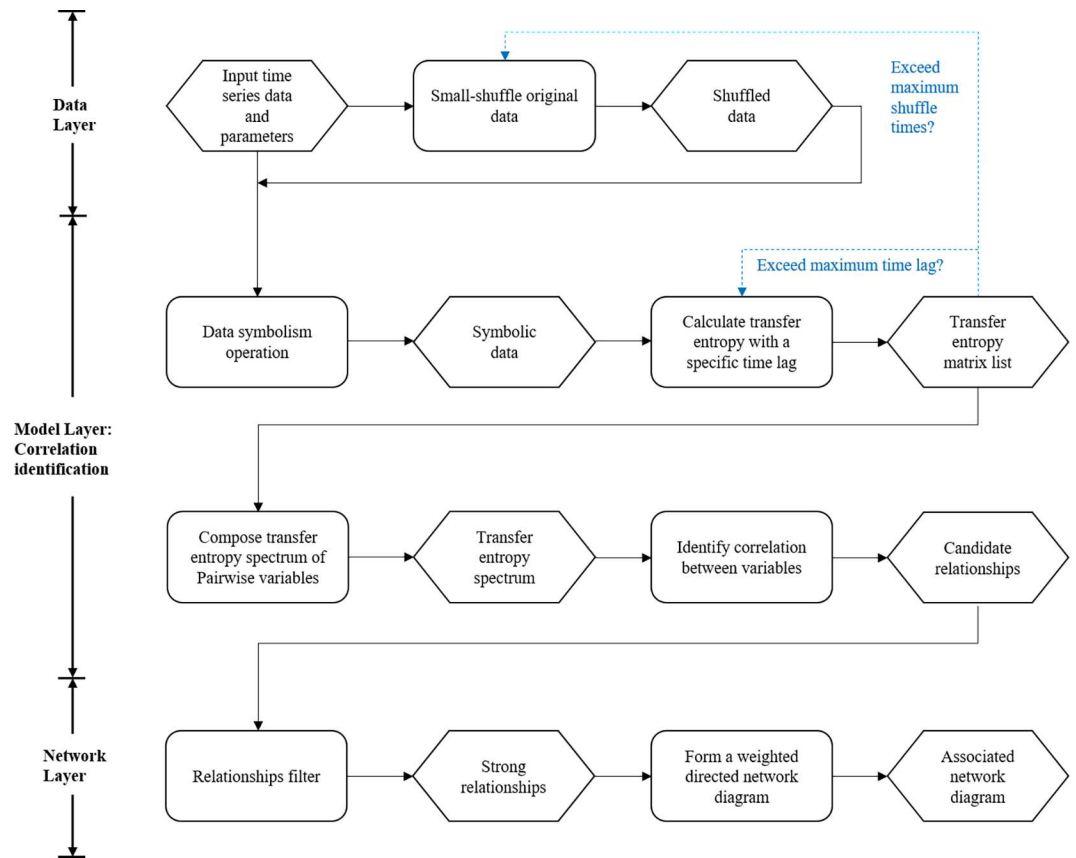 Data
Layer
Input time
series data
and
parameters
Small-shuffle original
data
Shuffled
data
Exceed
maximum
shuffle
times?
Exceed maximum time lag?
Data symbolism
operation
Symbolic
data
Calculate transfer
entropy with a
specific time lag
Transfer
entropy
matrix list
Model Layer:
Correlation
identification
Compose transfer
entropy spectrum of
Pairwise variables
Transfer
entropy
spectrum
Identify correlation
between variables
Candidate
relationships
Network
Layer
Relationships filter
Strong
relationships
Form a weighted
directed network
diagram
Associated
network
diagram